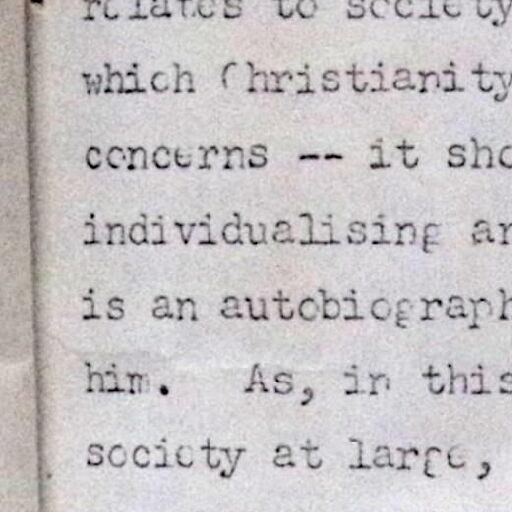 relates to society
which Christianity
concerns -- it sho
individualising an
is an autobiograph
him. As, in this
society at large,